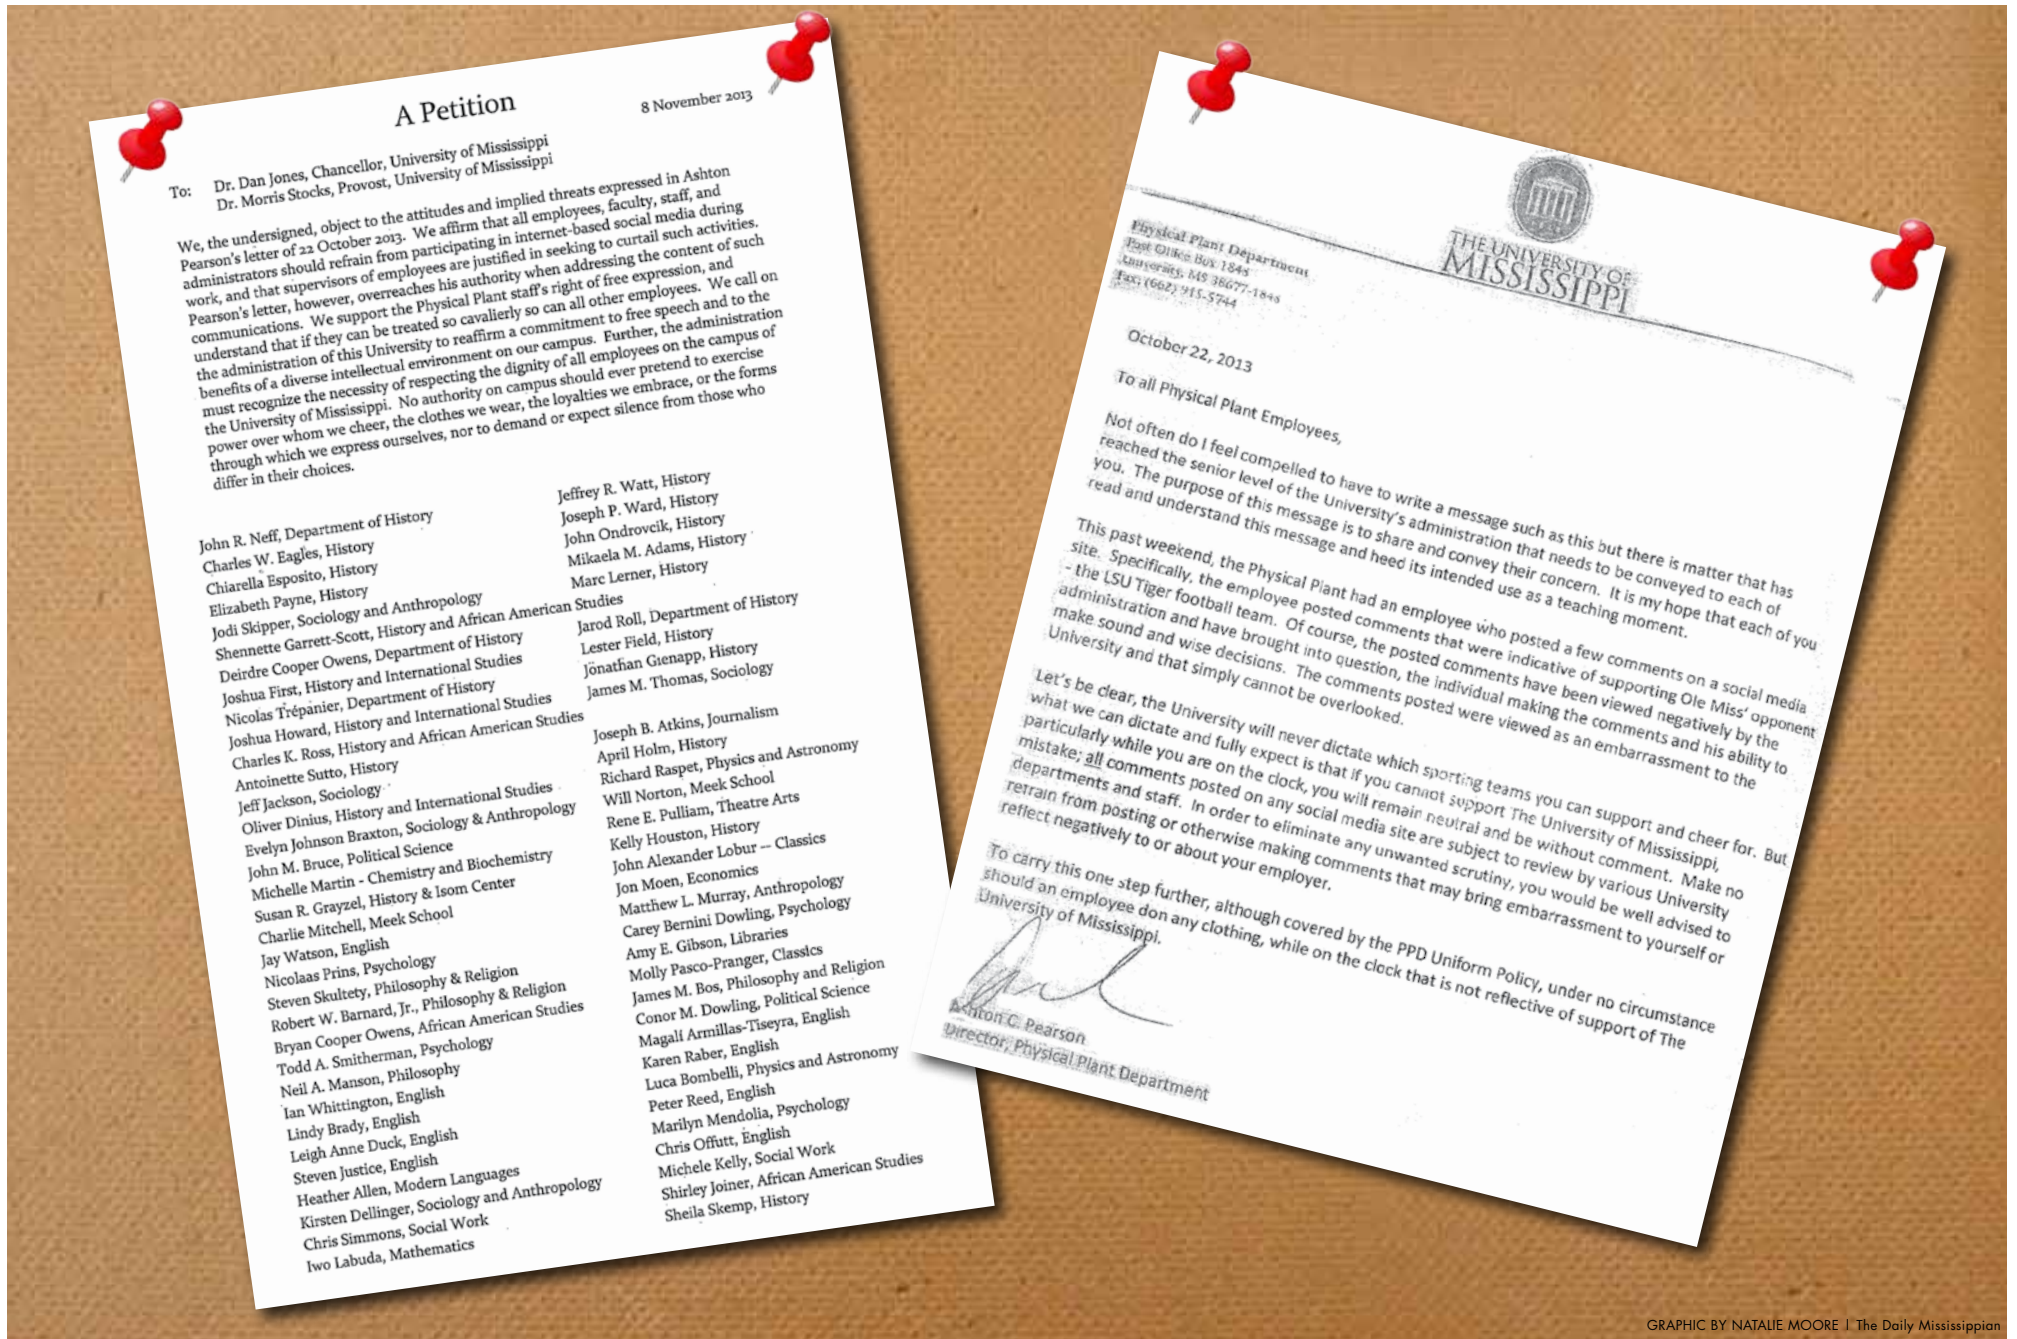 A Petition
8 November 2013
To: Dr. Dan Jones, Chancellor, University of Mississippi
Dr. Morris Stocks, Provost, University of Mississippi
We, the undersigned, object to the attitudes and implied threats expressed in Ashton
Pearson's letter of 22 October 2013. We affirm that all employees, faculty, staff, and
administrators should refrain from participating in internet-based social media during
work, and that supervisors of employees are justified in seeking to curtail such activities.
Pearson's letter, however, overreaches his authority when addressing the content of such
communications. We support the Physical Plant staff's right of free expression, and
understand that if they can be treated so cavalierly so can all other employees. We call on
the administration of this University to reaffirm a commitment to free speech and to the
benefits of a diverse intellectual environment on our campus. Further, the administration
must recognize the necessity of respecting the dignity of all employees on the campus of
the University of Mississippi. No authority on campus should ever pretend to exercise
power over whom we cheer, the clothes we wear, the loyalties we embrace, or the forms
through which we express ourselves, nor to demand or expect silence from those who
differ in their choices.
John R. Neff, Department of History
Charles W. Eagles, History
Chiarella Esposito, History
Elizabeth Payne, History
Jodi Skipper, Sociology and Anthropology
Shennette Garrett-Scott, History and African American Studies
Deirdre Cooper Owens, Department of History
Joshua First, History and International Studies
Nicolas Trépanier, Department of History
Joshua Howard, History and International Studies
Charles K. Ross, History and African American Studies
Antoinette Sutto, History
Jeff Jackson, Sociology
Oliver Dinius, History and International Studies
Evelyn Johnson Braxton, Sociology & Anthropology
John M. Bruce, Political Science
Michelle Martin - Chemistry and Biochemistry
Susan R. Grayzel, History & Isom Center
Charlie Mitchell, Meek School
Jay Watson, English
Nicolaas Prins, Psychology
Steven Skultety, Philosophy & Religion
Robert W. Barnard, Jr., Philosophy & Religion
Bryan Cooper Owens, African American Studies
Todd A. Smitherman, Psychology
Neil A. Manson, Philosophy
Ian Whittington, English
Lindy Brady, English
Leigh Anne Duck, English
Steven Justice, English
Heather Allen, Modern Languages
Kirsten Dellinger, Sociology and Anthropology
Chris Simmons, Social Work
Iwo Labuda, Mathematics
Jeffrey R. Watt, History
Joseph P. Ward, History
John Ondrovcik, History
Mikaela M. Adams, History
Marc Lerner, History
Jarod Roll, Department of History
Lester Field, History
Jonathan Gienapp, History
James M. Thomas, Sociology
Joseph B. Atkins, Journalism
April Holm, History
Richard Raspet, Physics and Astronomy
Will Norton, Meek School
Rene E. Pulliam, Theatre Arts
Kelly Houston, History
John Alexander Lobur -- Classics
Jon Moen, Economics
Matthew L. Murray, Anthropology
Carey Bernini Dowling, Psychology
Amy E. Gibson, Libraries
Molly Pasco-Pranger, Classics
James M. Bos, Philosophy and Religion
Conor M. Dowling, Political Science
Magalí Armillas-Tiseyra, English
Karen Raber, English
Luca Bombelli, Physics and Astronomy
Peter Reed, English
Marilyn Mendolia, Psychology
Chris Offutt, English
Michele Kelly, Social Work
Shirley Joiner, African American Studies
Sheila Skemp, History
THE UNIVERSITY OF
MISSISSIPPI
Physical Plant Department
Post Office Box 1848
University, MS 38677-1848
Fax: (662) 915-5744
October 22, 2013
To all Physical Plant Employees,
Not often do I feel compelled to have to write a message such as this but there is matter that has
reached the senior level of the University's administration that needs to be conveyed to each of
you. The purpose of this message is to share and convey their concern. It is my hope that each of you
read and understand this message and heed its intended use as a teaching moment.
This past weekend, the Physical Plant had an employee who posted a few comments on a social media
site. Specifically, the employee posted comments that were indicative of supporting Ole Miss' opponent
- the LSU Tiger football team. Of course, the posted comments have been viewed negatively by the
administration and have brought into question, the individual making the comments and his ability to
make sound and wise decisions. The comments posted were viewed as an embarrassment to the
University and that simply cannot be overlooked.
Let's be clear, the University will never dictate which sporting teams you can support and cheer for. But
what we can dictate and fully expect is that if you cannot support The University of Mississippi,
particularly while you are on the clock, you will remain neutral and be without comment. Make no
mistake; all comments posted on any social media site are subject to review by various University
departments and staff. In order to eliminate any unwanted scrutiny, you would be well advised to
refrain from posting or otherwise making comments that may bring embarrassment to yourself or
reflect negatively to or about your employer.
To carry this one step further, although covered by the PPD Uniform Policy, under no circumstance
should an employee don any clothing, while on the clock that is not reflective of support of The
University of Mississippi.
Ashton C. Pearson
Director, Physical Plant Department
GRAPHIC BY NATALIE MOORE | The Daily Mississippian